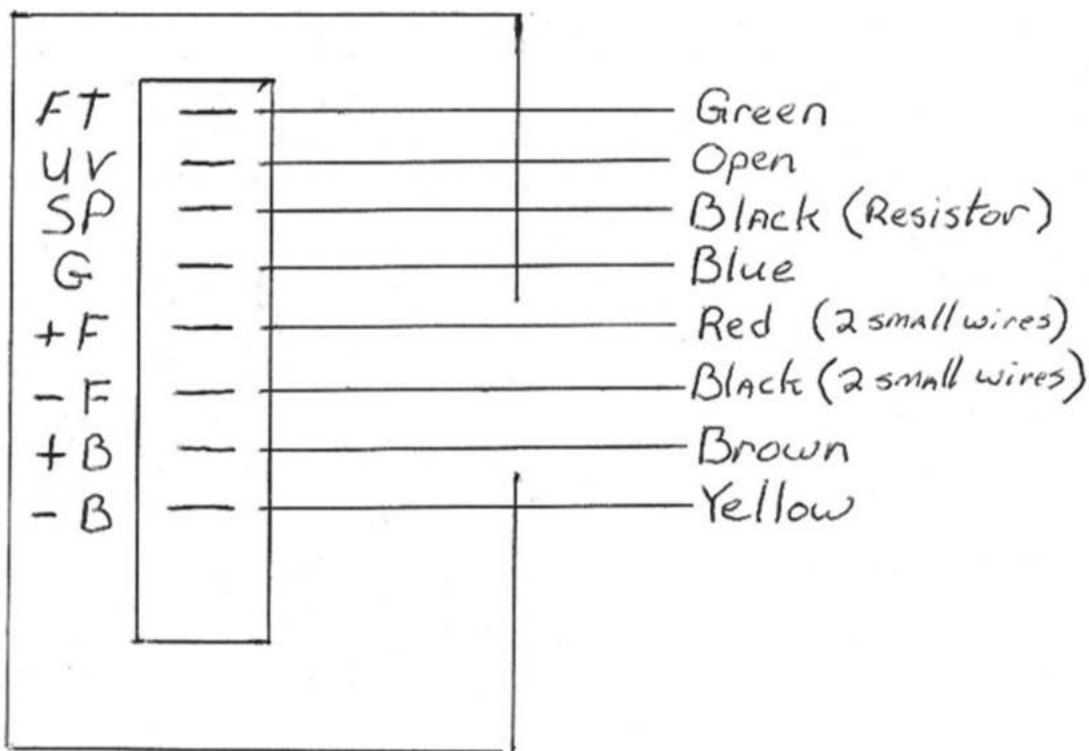 FT Green
UV Open
SP Black (Resistor)
G Blue
+F Red (2 small wires)
-F Black (2 small wires)
+B Brown
-B Yellow